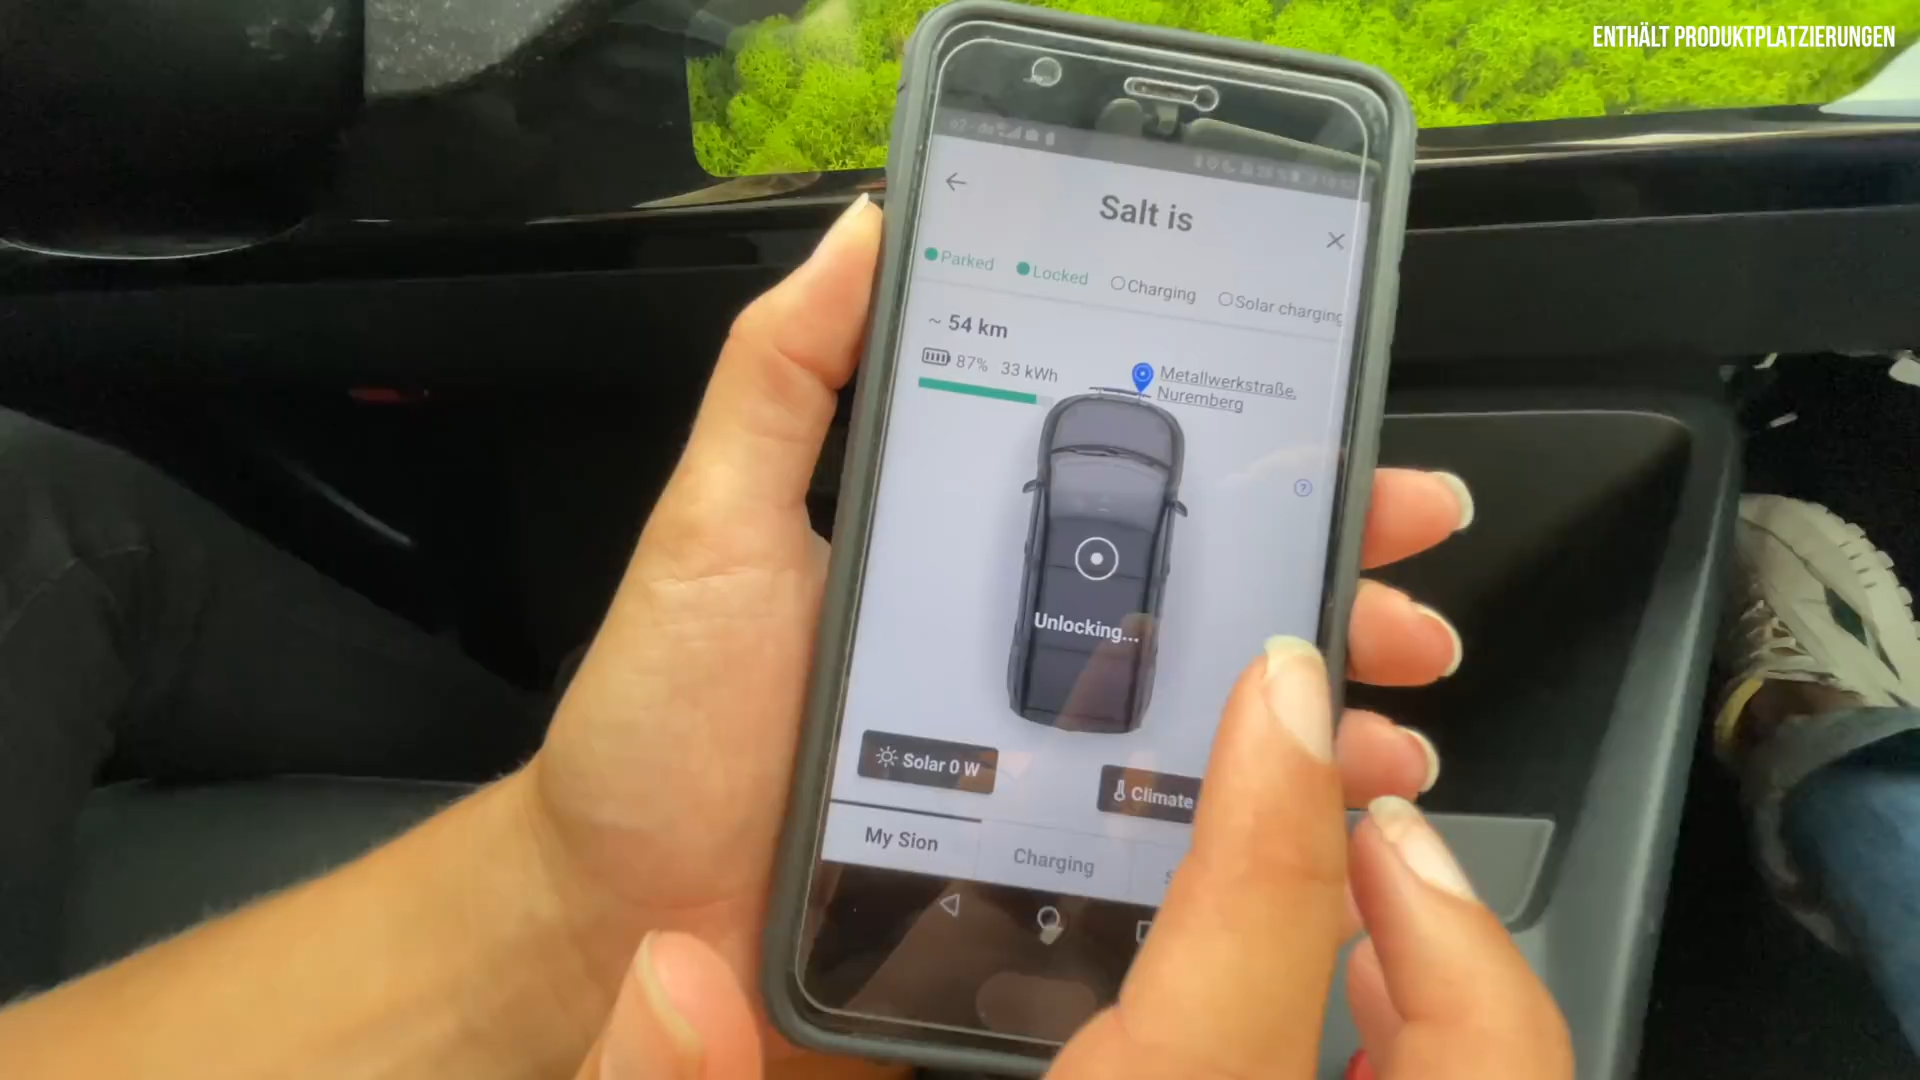 ENTHÄLT PRODUKTPLATZIERUNGEN
Salt is
Parked Locked Charging Solar charging
~ 54 km
87% 33 kWh
Metallwerkstraße,
Nuremberg
?
Unlocking...
Solar 0 W
Climate
My Sion
Charging